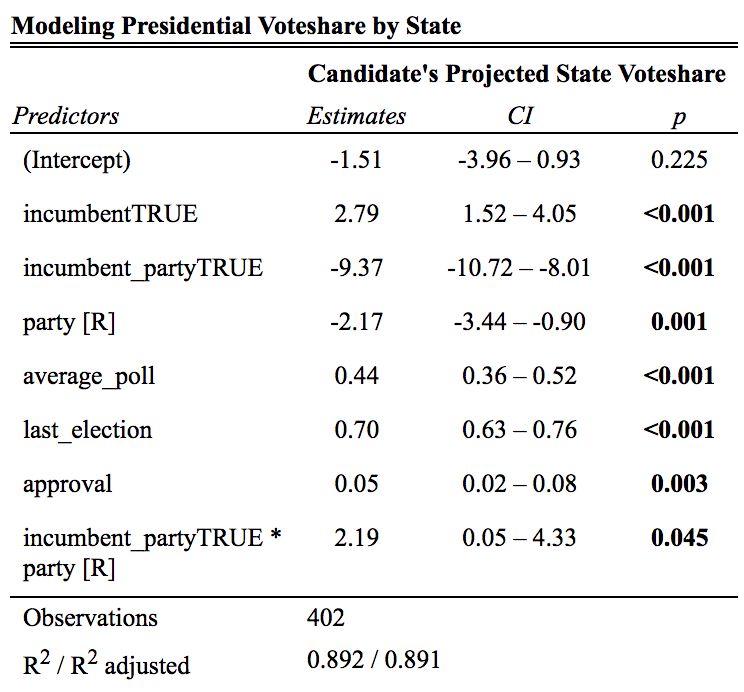 Modeling Presidential Voteshare by State
Candidate's Projected State Voteshare
Predictors Estimates CI p
(Intercept) -1.51 -3.96 – 0.93 0.225
incumbentTRUE 2.79 1.52 – 4.05 <0.001
incumbent_partyTRUE -9.37 -10.72 – -8.01 <0.001
party [R] -2.17 -3.44 – -0.90 0.001
average_poll 0.44 0.36 – 0.52 <0.001
last_election 0.70 0.63 – 0.76 <0.001
approval 0.05 0.02 – 0.08 0.003
incumbent_partyTRUE * 2.19 0.05 – 4.33 0.045
party [R]
Observations 402
R² / R² adjusted 0.892 / 0.891